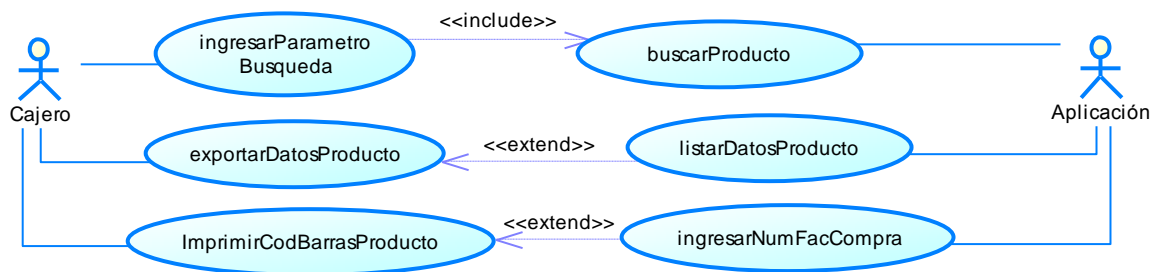 <<include>>
ingresarParametro
Busqueda
buscarProducto
Cajero
Aplicación
<<extend>>
exportarDatosProducto
listarDatosProducto
<<extend>>
ImprimirCodBarrasProducto
ingresarNumFacCompra